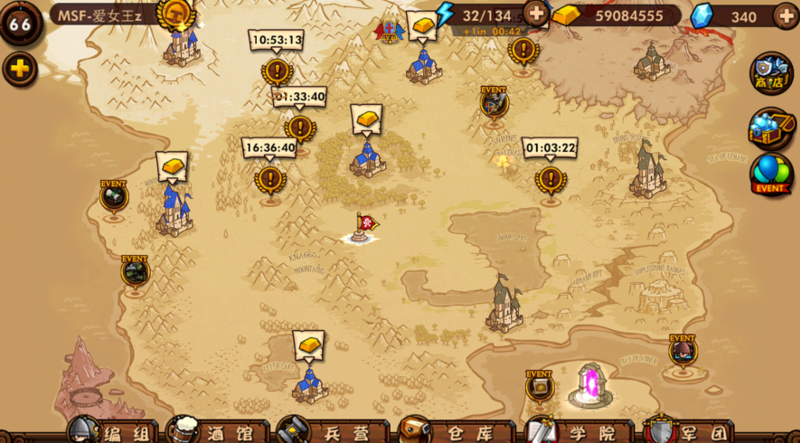 66
MSF-爱女王z
32/134
+1in 00:42
59084555
340
10:53:13
01:33:40
16:36:40
01:03:22
EVENT
商店
EVENT
EVENT
EVENT
KNAGGY
MOUNTAINS
EVENT
EVENT
编组
酒馆
兵营
仓库
学院
军团